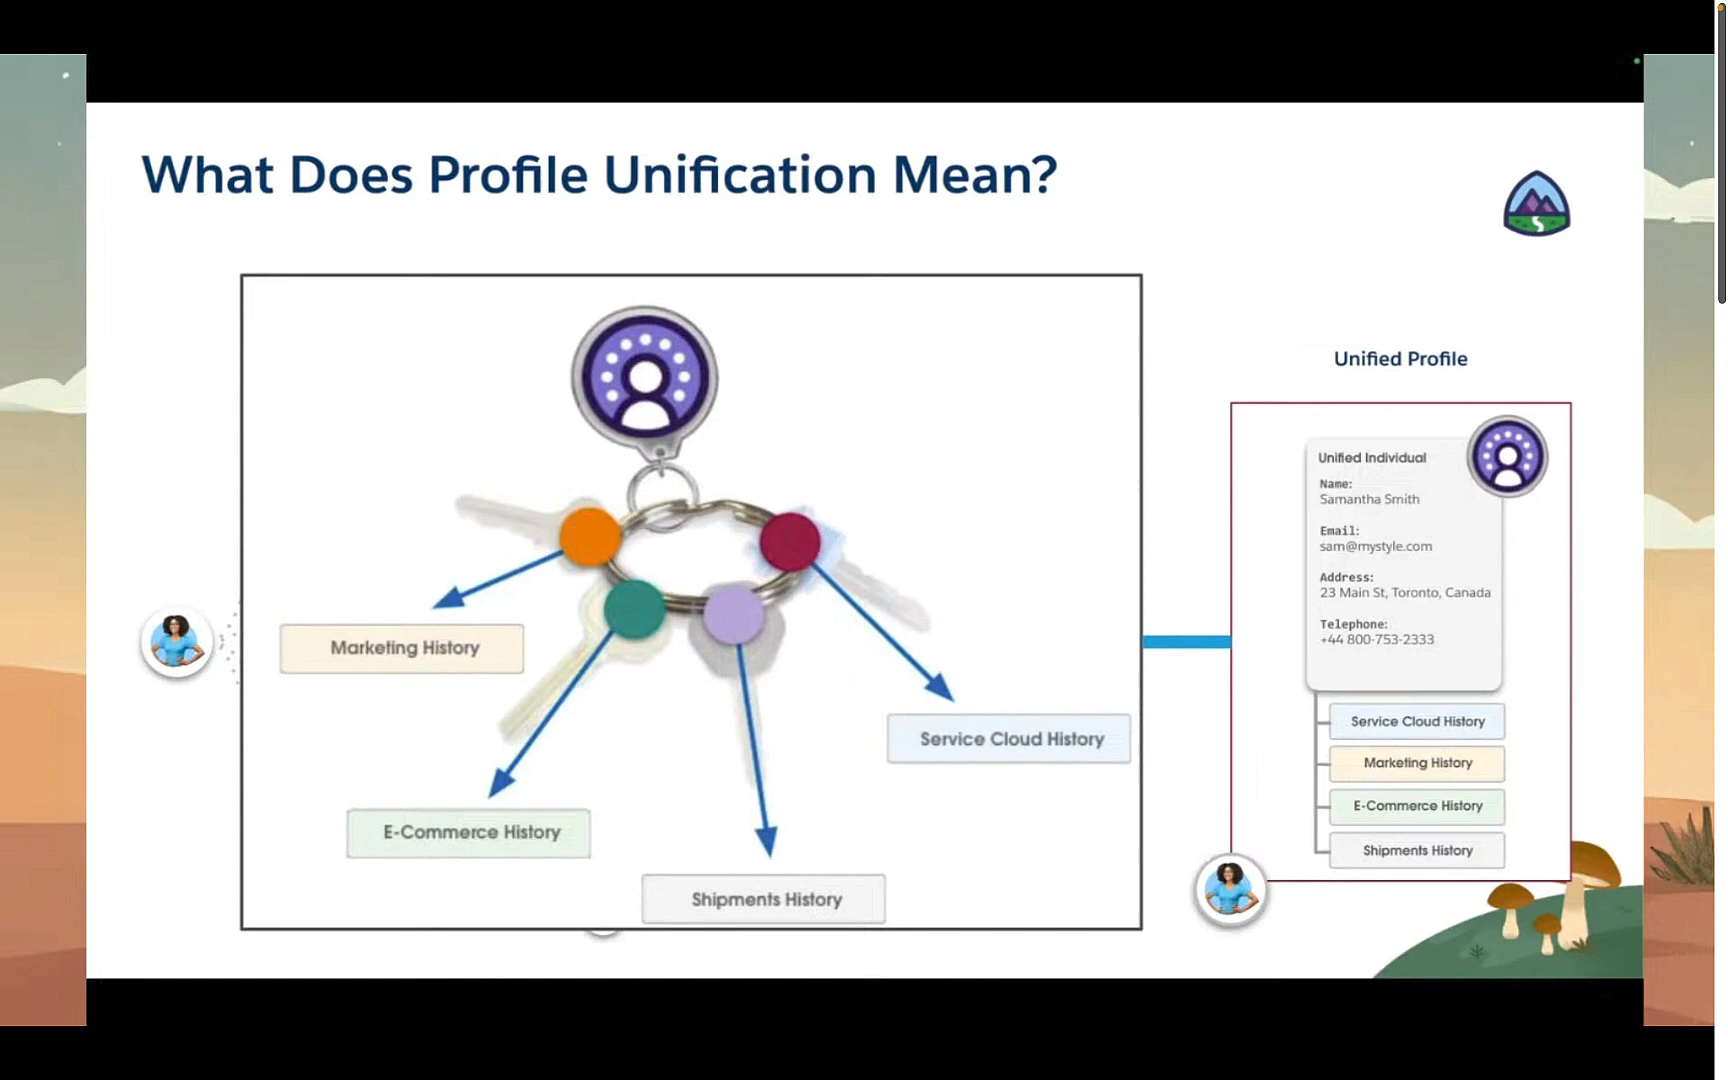 What Does Profile Unification Mean?
Marketing History
E-Commerce History
Shipments History
Service Cloud History
Unified Profile
Unified Individual
Name:
Samantha Smith
Email:
sam@mystyle.com
Address:
23 Main St, Toronto, Canada
Telephone:
+44 800-753-2333
Service Cloud History
Marketing History
E-Commerce History
Shipments History